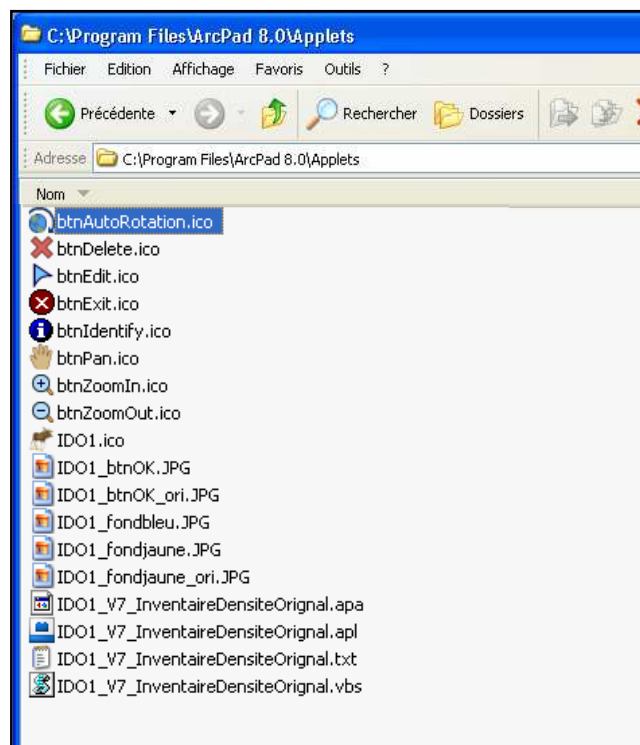 C:\Program Files\ArcPad 8.0\Applets
Fichier Edition Affichage Favoris Outils ?
Précédente Rechercher Dossiers
Adresse C:\Program Files\ArcPad 8.0\Applets
Nom
btnAutoRotation.ico
btnDelete.ico
btnEdit.ico
btnExit.ico
btnIdentify.ico
btnPan.ico
btnZoomIn.ico
btnZoomOut.ico
IDO1.ico
IDO1_btnOK.JPG
IDO1_btnOK_ori.JPG
IDO1_fondbleu.JPG
IDO1_fondjaune.JPG
IDO1_fondjaune_ori.JPG
IDO1_V7_InventaireDensiteOrignal.apa
IDO1_V7_InventaireDensiteOrignal.apl
IDO1_V7_InventaireDensiteOrignal.txt
IDO1_V7_InventaireDensiteOrignal.vbs